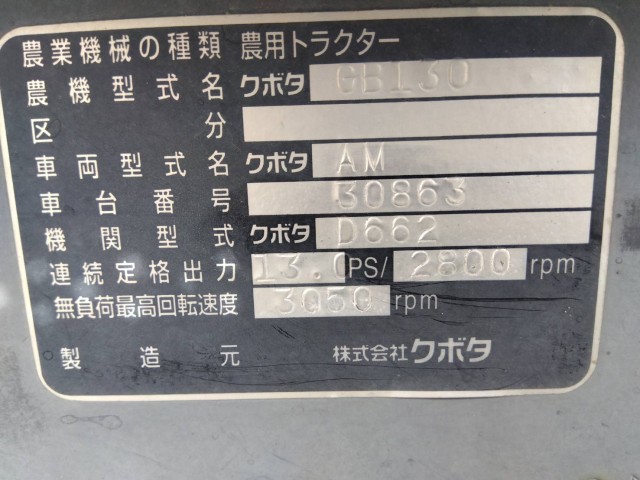 農業機械の種類 農用トラクター
農機型式名 クボタ GB130
区分
車両型式名 クボタ AM
車台番号 30863
機関型式 クボタ D662
連続定格出力 13.0PS/ 2800 rpm
無負荷最高回転速度 3050 rpm
製造元 株式会社クボタ